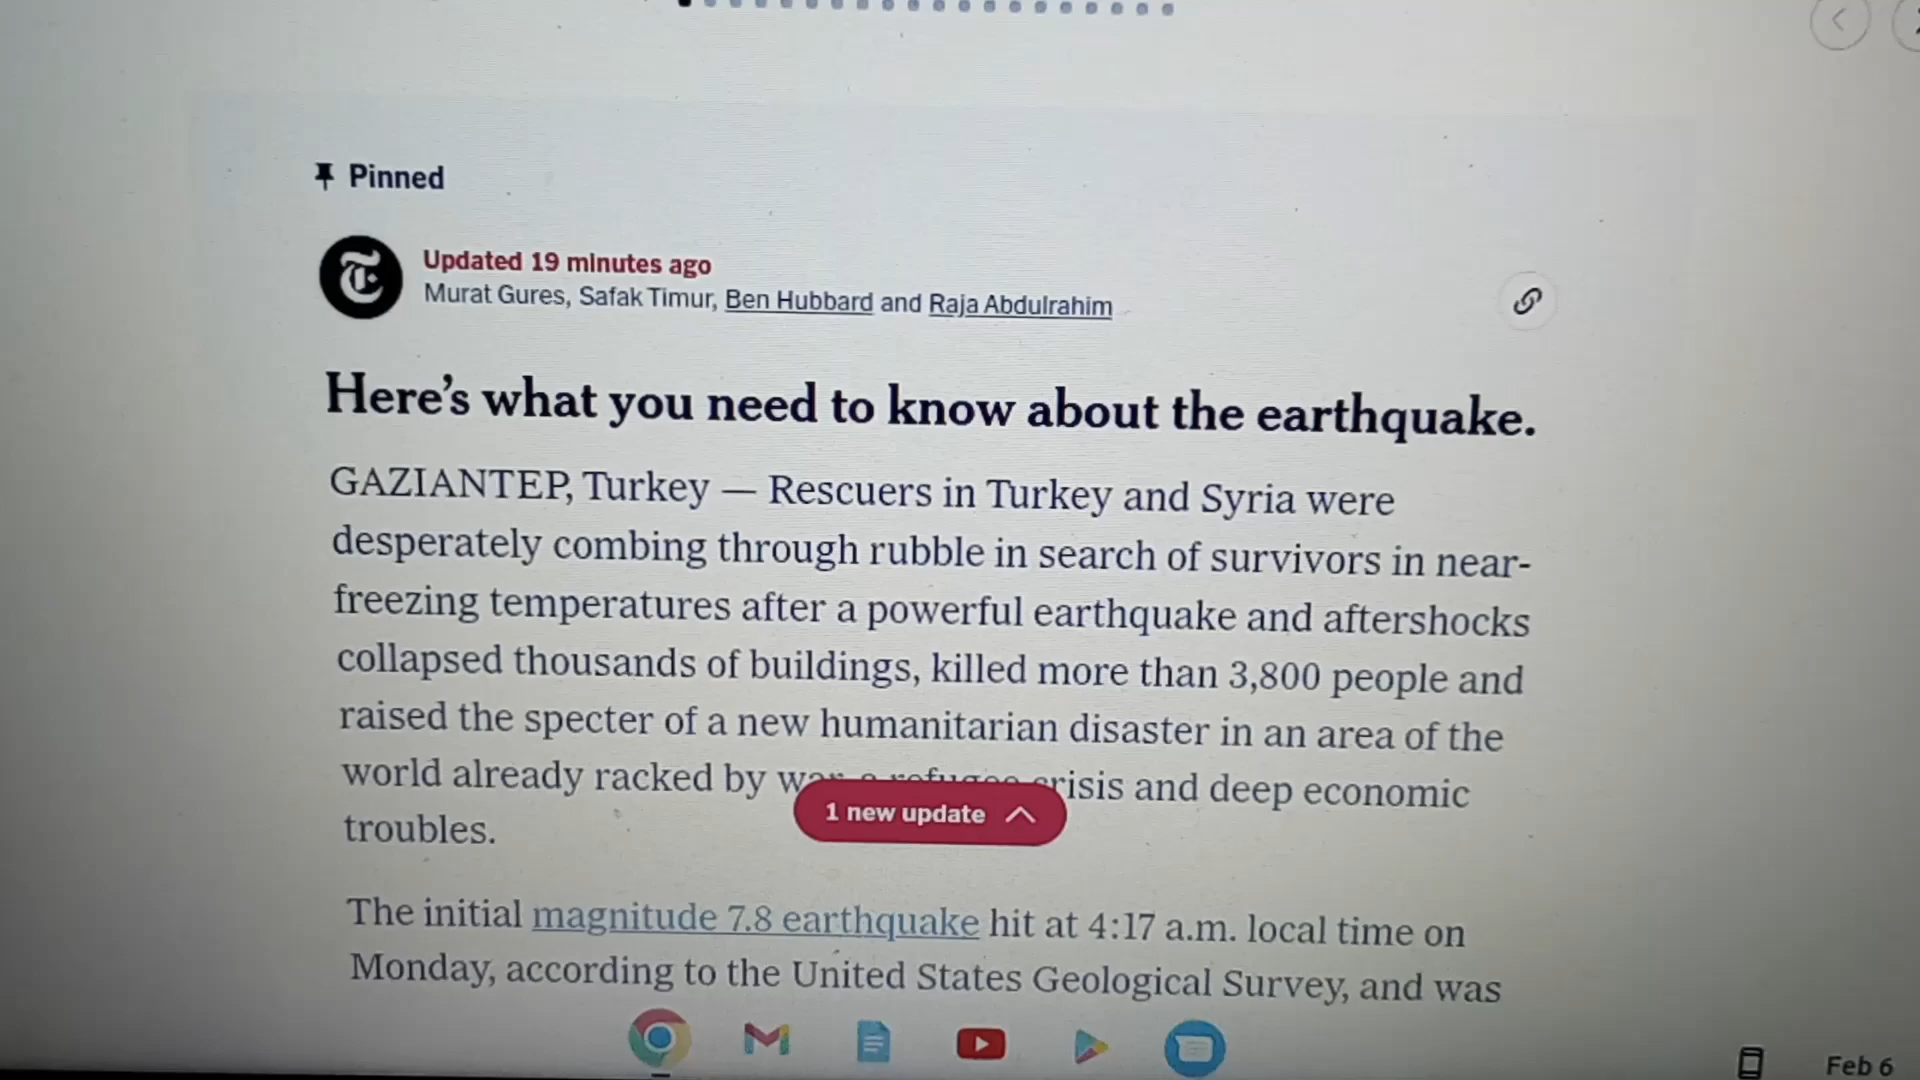 Pinned
Updated 19 minutes ago
Murat Gures, Safak Timur, Ben Hubbard and Raja Abdulrahim
Here's what you need to know about the earthquake.
GAZIANTEP, Turkey — Rescuers in Turkey and Syria were
desperately combing through rubble in search of survivors in near-
freezing temperatures after a powerful earthquake and aftershocks
collapsed thousands of buildings, killed more than 3,800 people and
raised the specter of a new humanitarian disaster in an area of the
world already racked by war, a refugee crisis and deep economic
1 new update
troubles.
The initial magnitude 7.8 earthquake hit at 4:17 a.m. local time on
Monday, according to the United States Geological Survey, and was
Feb 6